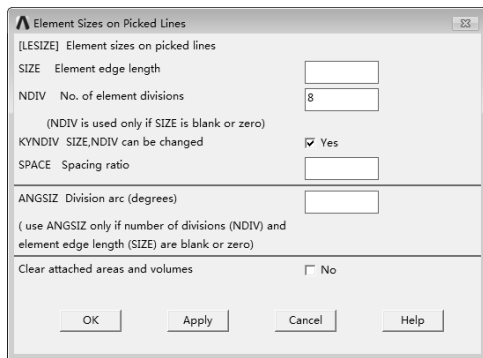 Element Sizes on Picked Lines
[LESIZE] Element sizes on picked lines
SIZE Element edge length
NDIV No. of element divisions 8
(NDIV is used only if SIZE is blank or zero)
KYNDIV SIZE,NDIV can be changed Yes
SPACE Spacing ratio
ANGSIZ Division arc (degrees)
( use ANGSIZ only if number of divisions (NDIV) and
element edge length (SIZE) are blank or zero)
Clear attached areas and volumes No
OK Apply Cancel Help